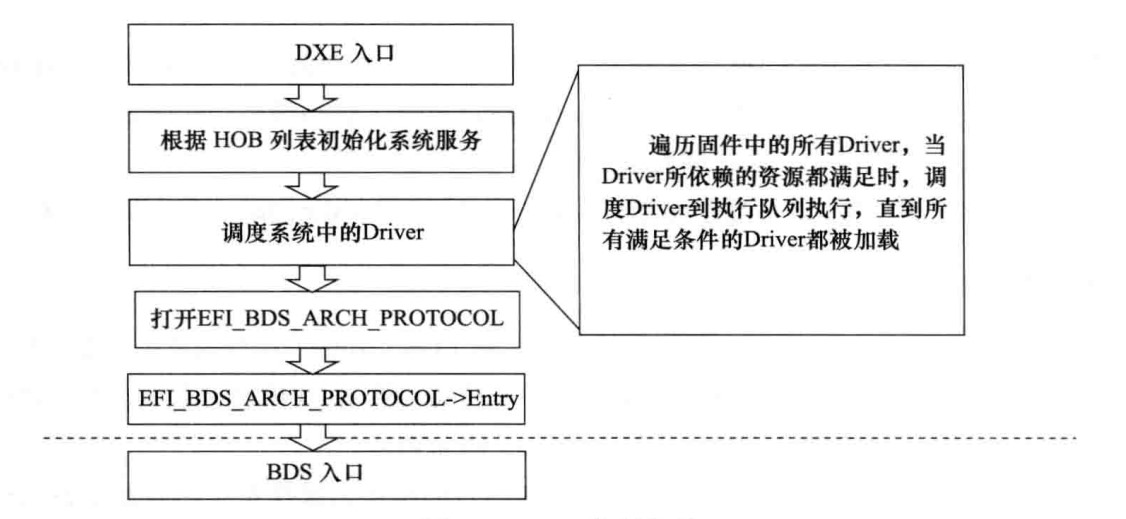 DXE 入口
根据 HOB 列表初始化系统服务
调度系统中的Driver
遍历固件中的所有Driver，当
Driver所依赖的资源都满足时，调
度Driver到执行队列执行，直到所
有满足条件的Driver都被加载
打开EFI_BDS_ARCH_PROTOCOL
EFI_BDS_ARCH_PROTOCOL->Entry
BDS 入口